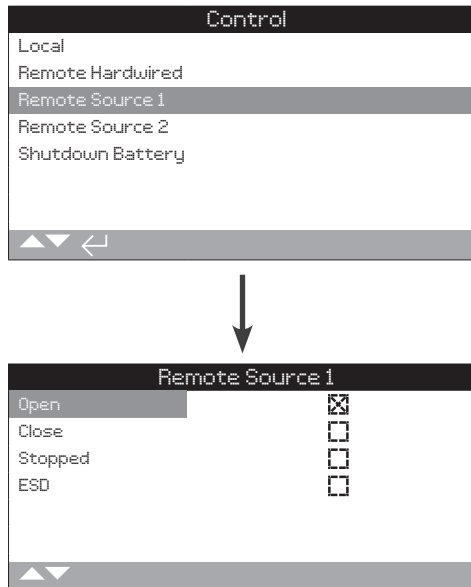 Control
Local
Remote Hardwired
Remote Source 1
Remote Source 2
Shutdown Battery
Remote Source 1
Open
Close
Stopped
ESD